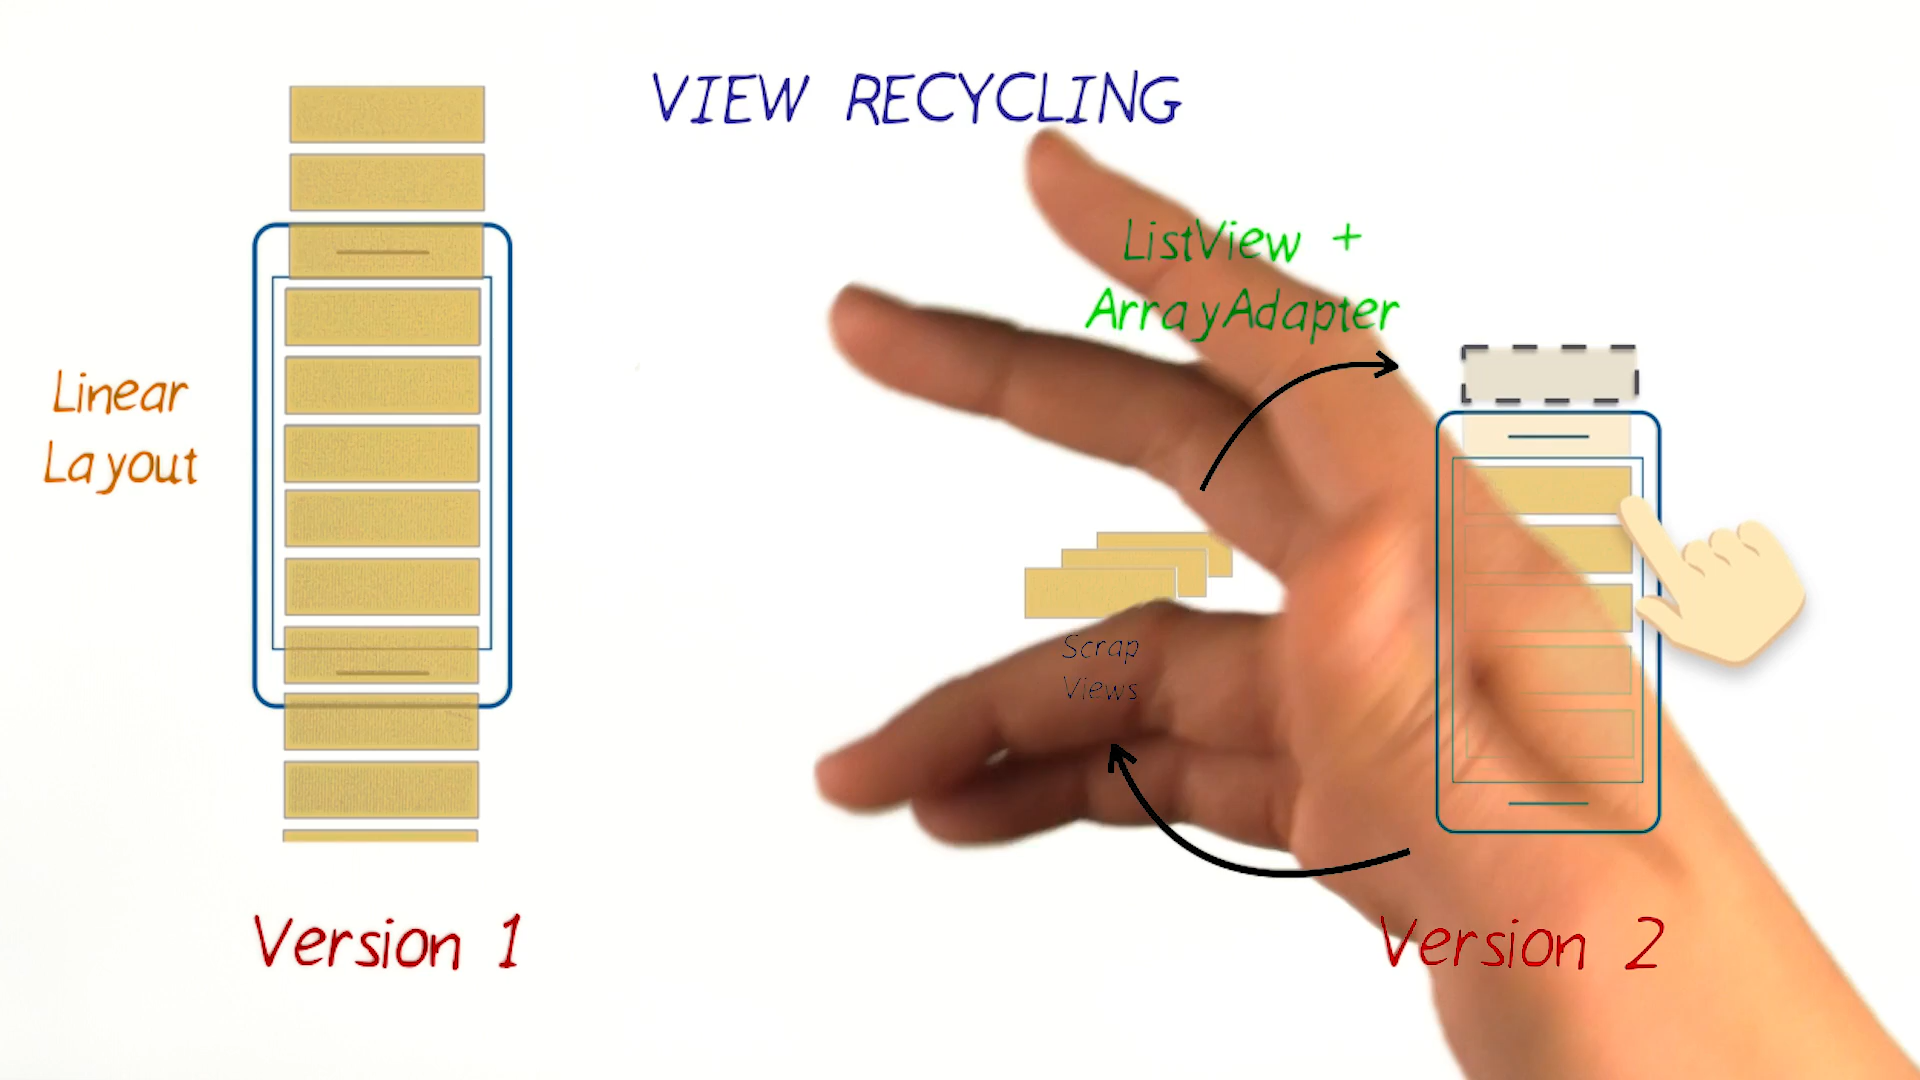 VIEW RECYCLING
ListView +
ArrayAdapter
Linear
Layout
Scrap
Views
Version 1
Version 2